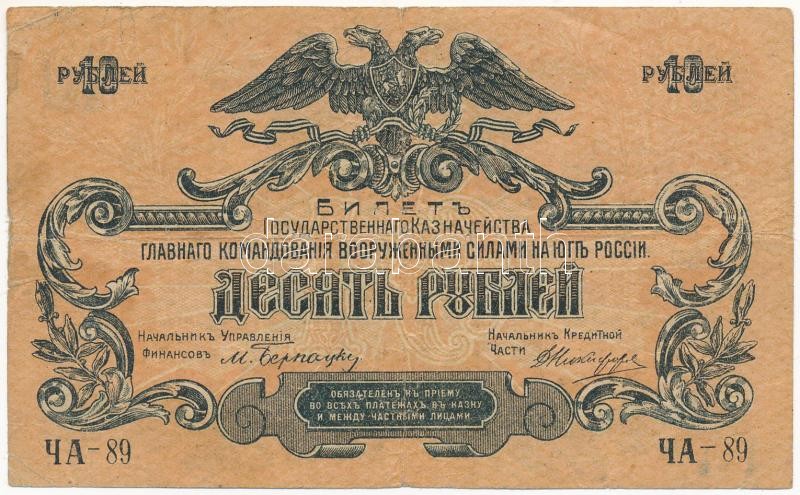 10 РУБЛЕЙ
10 РУБЛЕЙ
БИЛЕТЪ
ГОСУДАРСТВЕННАГО КАЗНАЧЕЙСТВА
ГЛАВНАГО КОМАНДОВАНІЯ ВООРУЖЕННЫМИ СИЛАМИ НА ЮГѢ РОССІИ.
ДЕСЯТЬ РУБЛЕЙ
НАЧАЛЬНИКЪ УПРАВЛЕНІЯ
ФИНАНСОВЪ
НАЧАЛЬНИКЪ КРЕДИТНОЙ
ЧАСТИ
ОБЯЗАТЕЛЕНЪ КЪ ПРІЕМУ
ВО ВСѢХЪ ПЛАТЕЖАХЪ ВЪ КАЗНУ
И МЕЖДУ ЧАСТНЫМИ ЛИЦАМИ.
ЧА-89
ЧА-89
darabanth